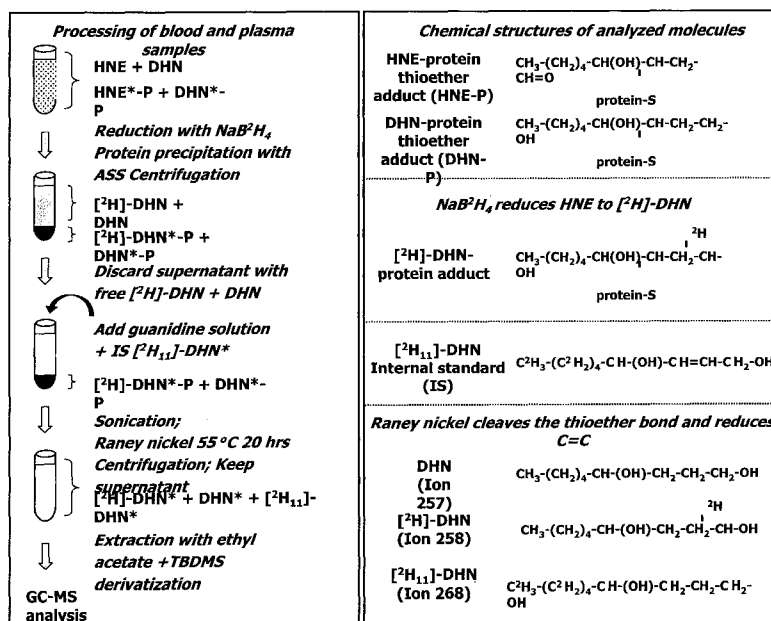 Processing of blood and plasma
samples
HNE + DHN
HNE*-P + DHN*-
P
Reduction with NaB²H₄
Protein precipitation with
ASS Centrifugation
[²H]-DHN +
DHN
[²H]-DHN*-P +
DHN*-P
Discard supernatant with
free [²H]-DHN + DHN
Add guanidine solution
+ IS [²H₁₁]-DHN*
[²H]-DHN*-P + DHN*-
P
Sonication;
Raney nickel 55 °C 20 hrs
Centrifugation; Keep
supernatant
[²H]-DHN* + DHN* + [²H₁₁]-
DHN*
Extraction with ethyl
acetate +TBDMS
derivatization
GC-MS
analysis
Chemical structures of analyzed molecules
HNE-protein
thioether
adduct (HNE-P)
CH₃-(CH₂)₄-CH(OH)-CH-CH₂-
CH=O
protein-S
DHN-protein
thioether
adduct (DHN-
P)
CH₃-(CH₂)₄-CH(OH)-CH-CH₂-CH₂-
OH
protein-S
NaB²H₄ reduces HNE to [²H]-DHN
[²H]-DHN-
protein adduct
²H
CH₃-(CH₂)₄-CH(OH)-CH-CH₂-CH-
OH
protein-S
[²H₁₁]-DHN
Internal standard
(IS)
C²H₃-(C²H₂)₄-CH-(OH)-CH=CH-CH₂-OH
Raney nickel cleaves the thioether bond and reduces
C=C
DHN
(Ion
257)
CH₃-(CH₂)₄-CH-(OH)-CH₂-CH₂-CH₂-OH
[²H]-DHN
(Ion 258)
²H
CH₃-(CH₂)₄-CH-(OH)-CH₂-CH₂-CH-OH
[²H₁₁]-DHN
(Ion 268)
C²H₃-(C²H₂)₄-CH-(OH)-CH₂-CH₂-CH₂-
OH